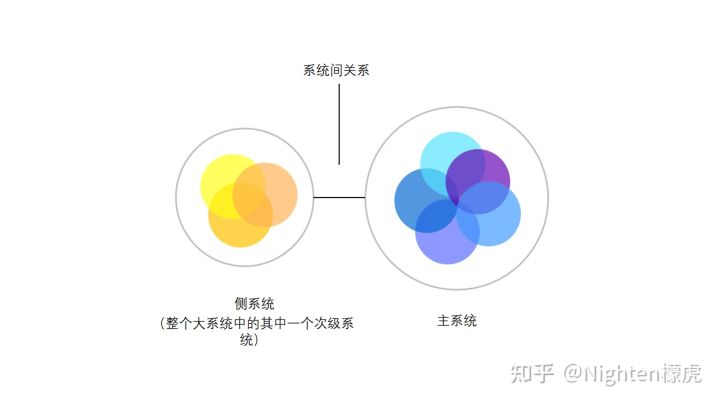 系统间关系
侧系统
（整个大系统中的其中一个次级系
统）
主系统
知乎 @Nighten檬虎